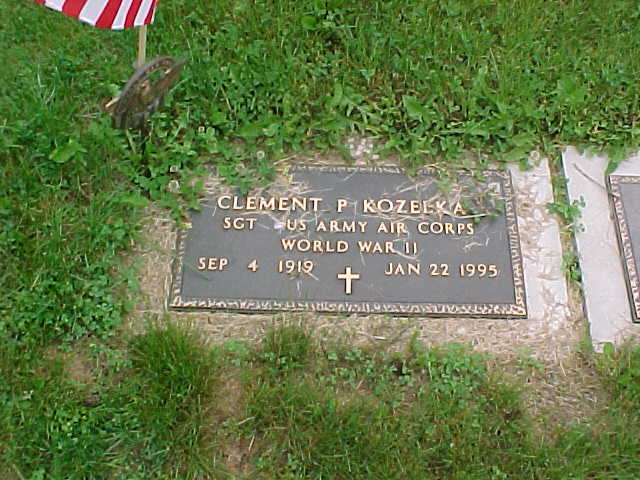 CLEMENT P KOZELKA
SGT US ARMY AIR CORPS
WORLD WAR II
SEP 4 1919 JAN 22 1995